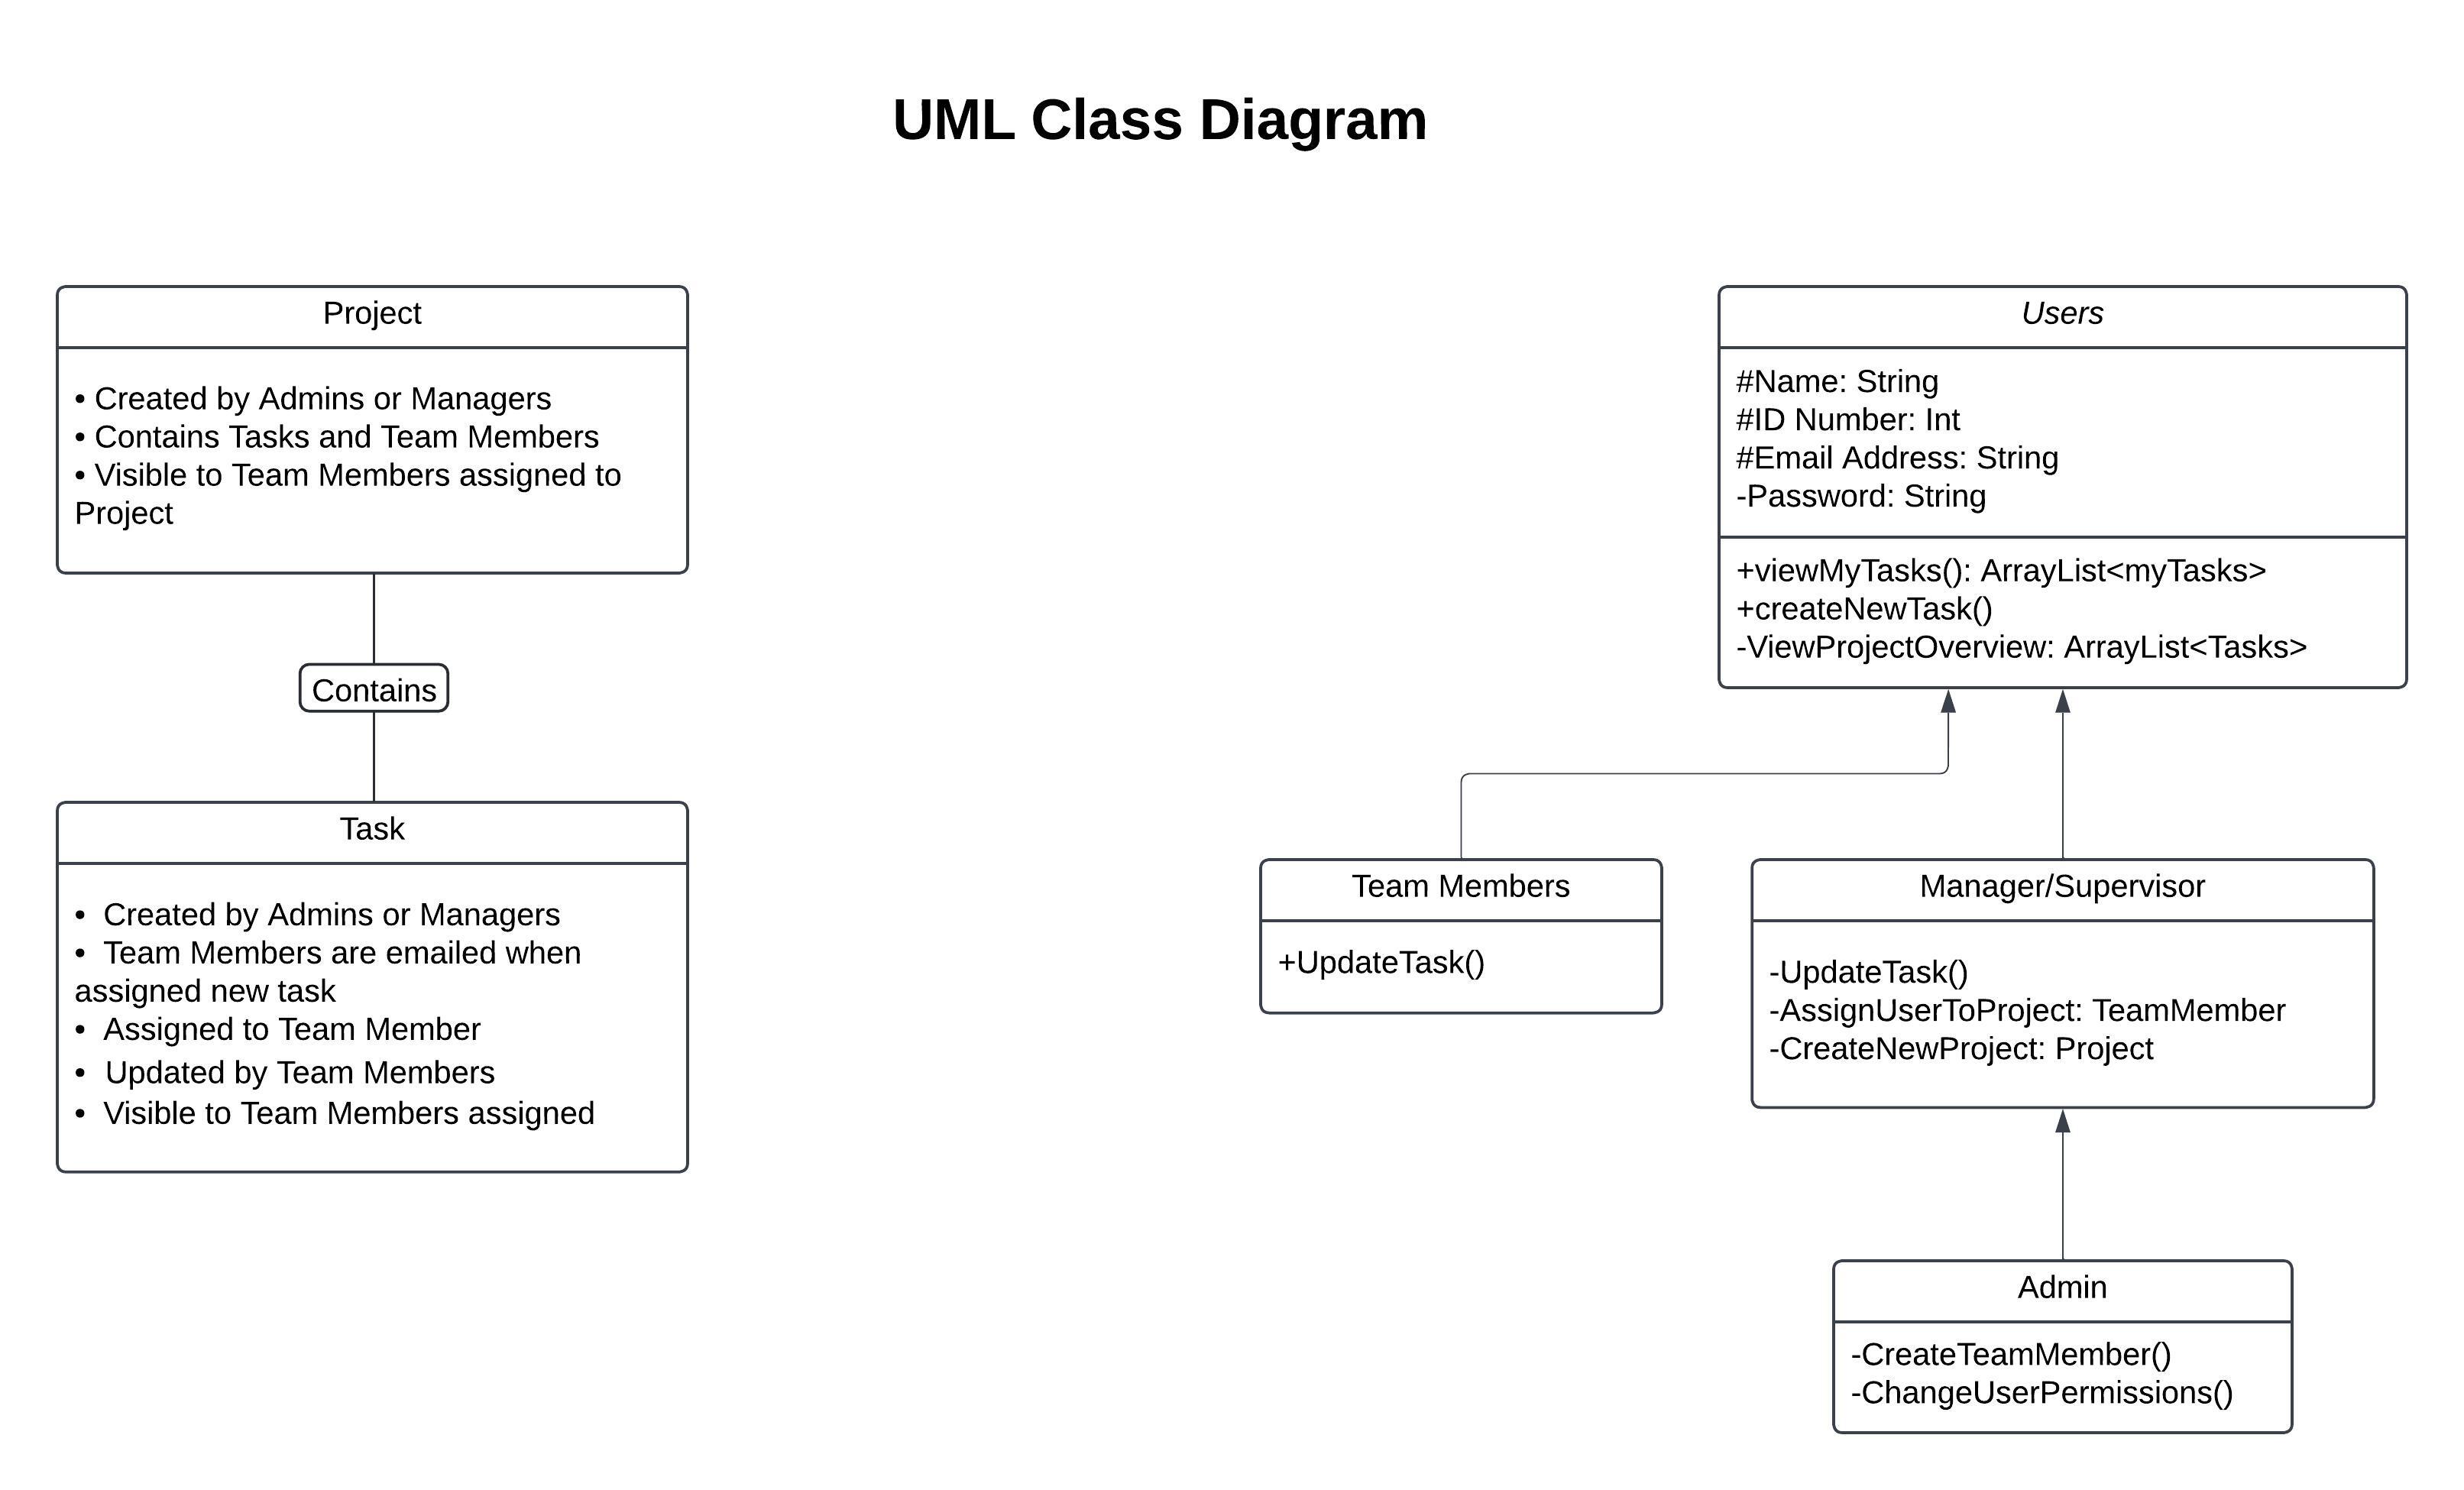 UML Class Diagram
Project
• Created by Admins or Managers
• Contains Tasks and Team Members
• Visible to Team Members assigned to
Project
Contains
Task
• Created by Admins or Managers
• Team Members are emailed when
assigned new task
• Assigned to Team Member
• Updated by Team Members
• Visible to Team Members assigned
Users
#Name: String
#ID Number: Int
#Email Address: String
-Password: String
+viewMyTasks(): ArrayList<myTasks>
+createNewTask()
-ViewProjectOverview: ArrayList<Tasks>
Team Members
+UpdateTask()
Manager/Supervisor
-UpdateTask()
-AssignUserToProject: TeamMember
-CreateNewProject: Project
Admin
-CreateTeamMember()
-ChangeUserPermissions()